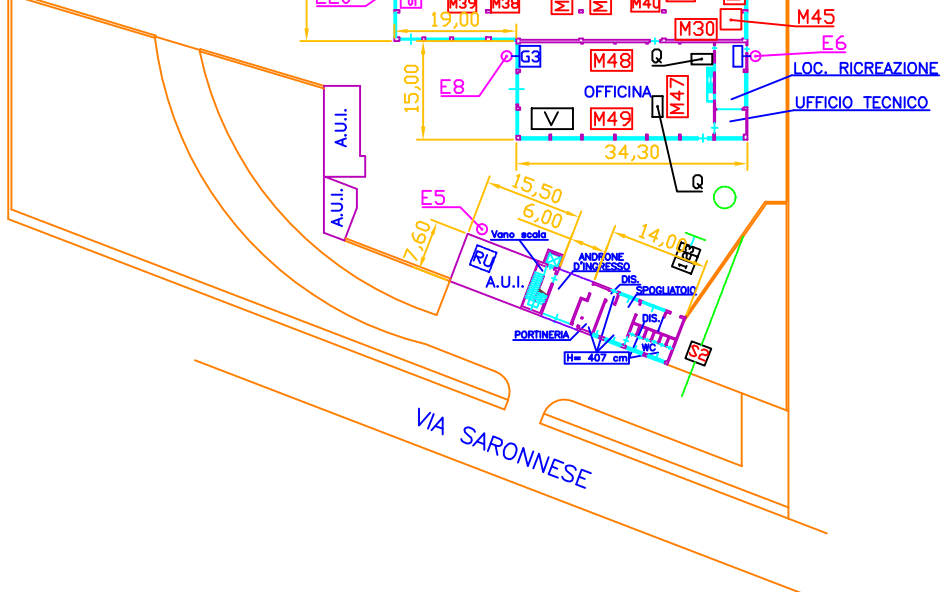 M39
M38
M40
M45
M30
19,00
E6
G3
M48
Q
LOC. RICREAZIONE
E8
15,00
OFFICINA
M47
UFFICIO TECNICO
A.U.I.
V
M49
34,30
Q
15,50
A.U.I.
E5
6,00
14,00
7,60
Vano scala
RU
ANDRONE
D'INGRESSO
A.U.I.
DIS.
SPOGLIATOIO
DIS.
PORTINERIA
WC
H= 407 cm
S2
VIA SARONNESE